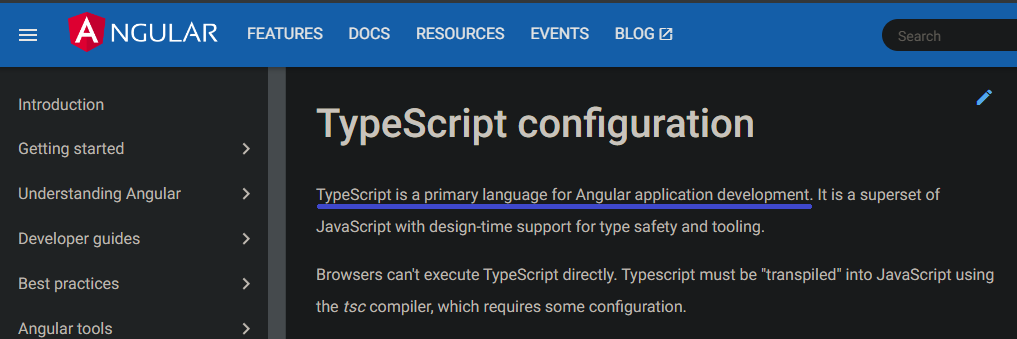 ANGULAR FEATURES DOCS RESOURCES EVENTS BLOG Search
Introduction
Getting started
Understanding Angular
Developer guides
Best practices
Angular tools
TypeScript configuration
TypeScript is a primary language for Angular application development. It is a superset of
JavaScript with design-time support for type safety and tooling.
Browsers can't execute TypeScript directly. Typescript must be "transpiled" into JavaScript using
the tsc compiler, which requires some configuration.